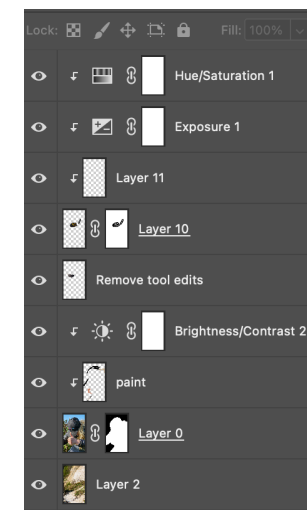 Lock: Fill: 100%
Hue/Saturation 1
Exposure 1
Layer 11
Layer 10
Remove tool edits
Brightness/Contrast 2
paint
Layer 0
Layer 2